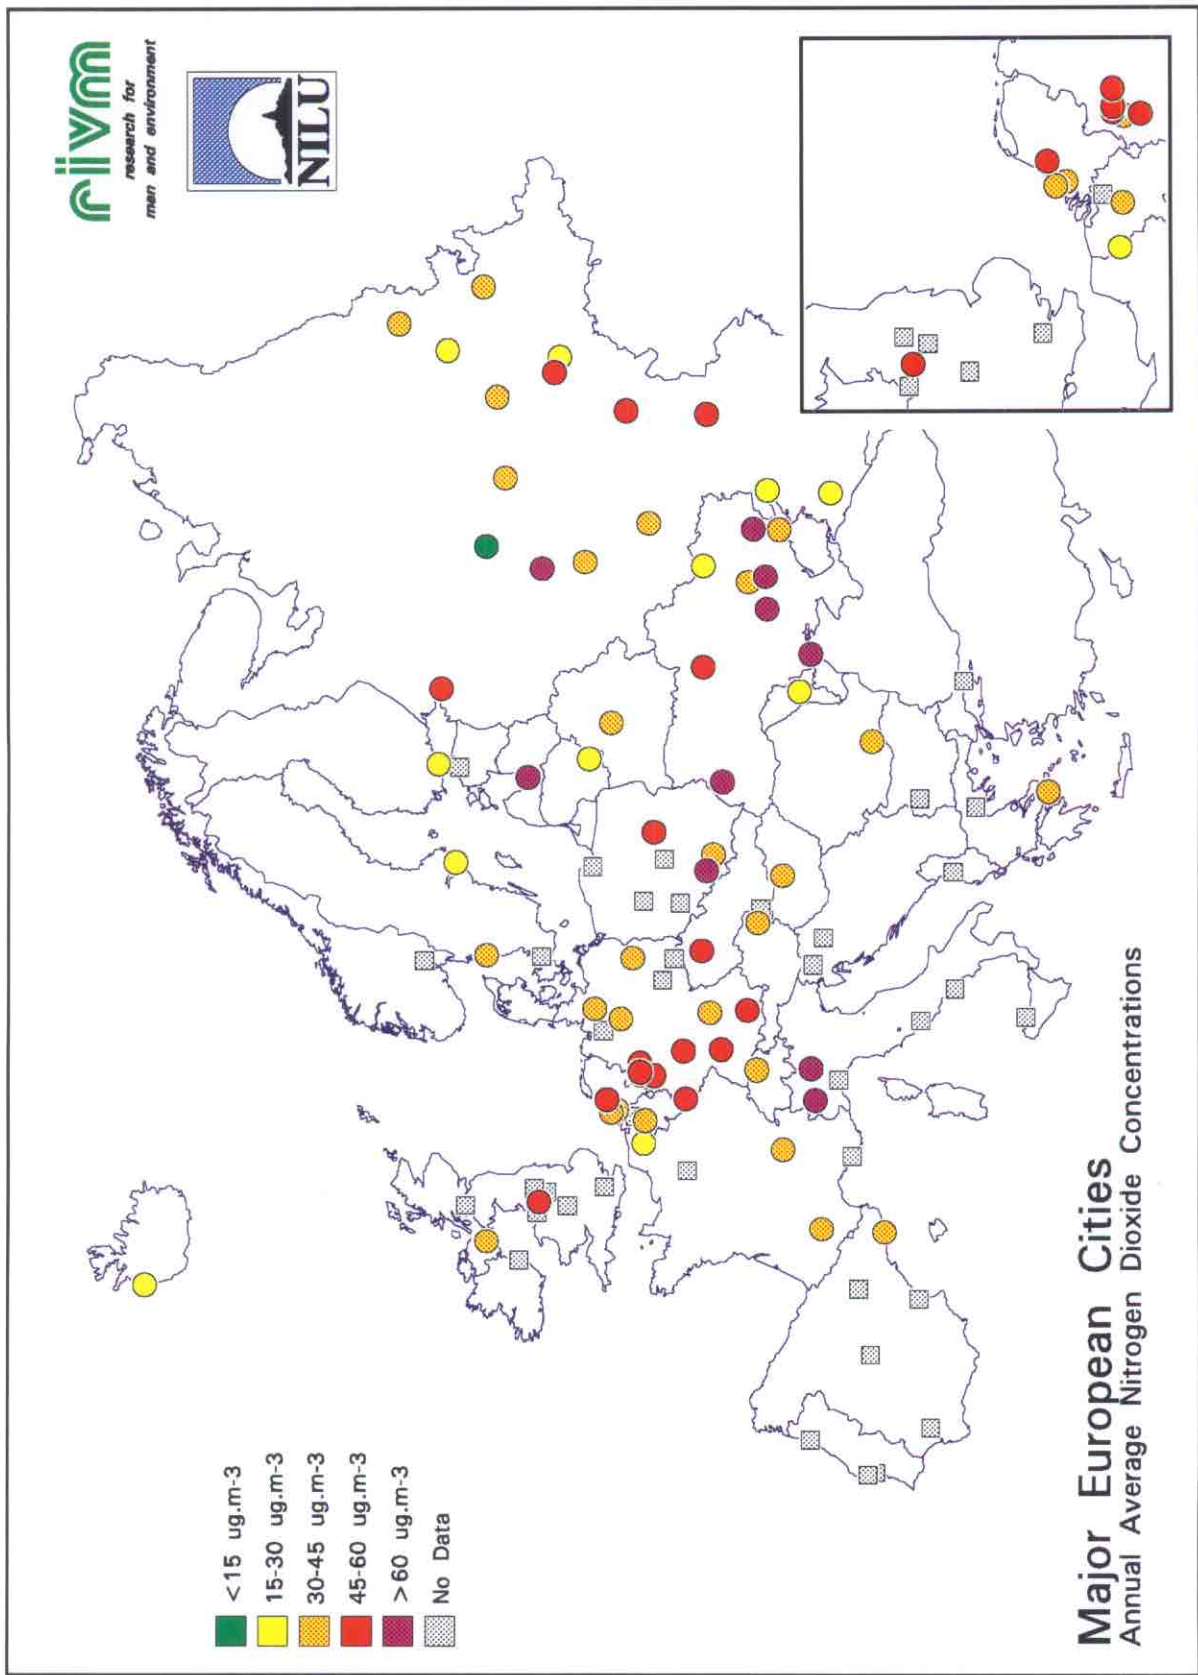 riivm
research for
man and environment
NILU
<15 ug.m-3
15-30 ug.m-3
30-45 ug.m-3
45-60 ug.m-3
>60 ug.m-3
No Data
Major European Cities
Annual Average Nitrogen Dioxide Concentrations